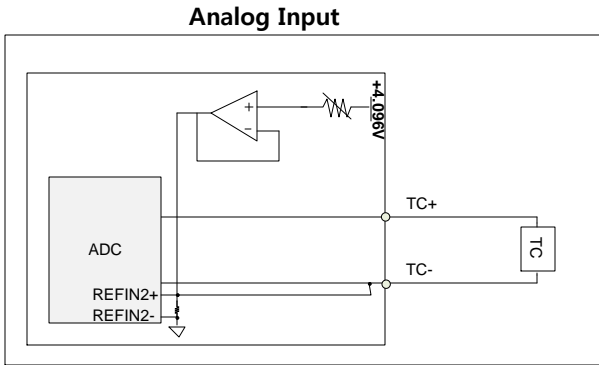 Analog Input
+4.096V
+
−
TC+
TC
ADC
TC-
REFIN2+
REFIN2-